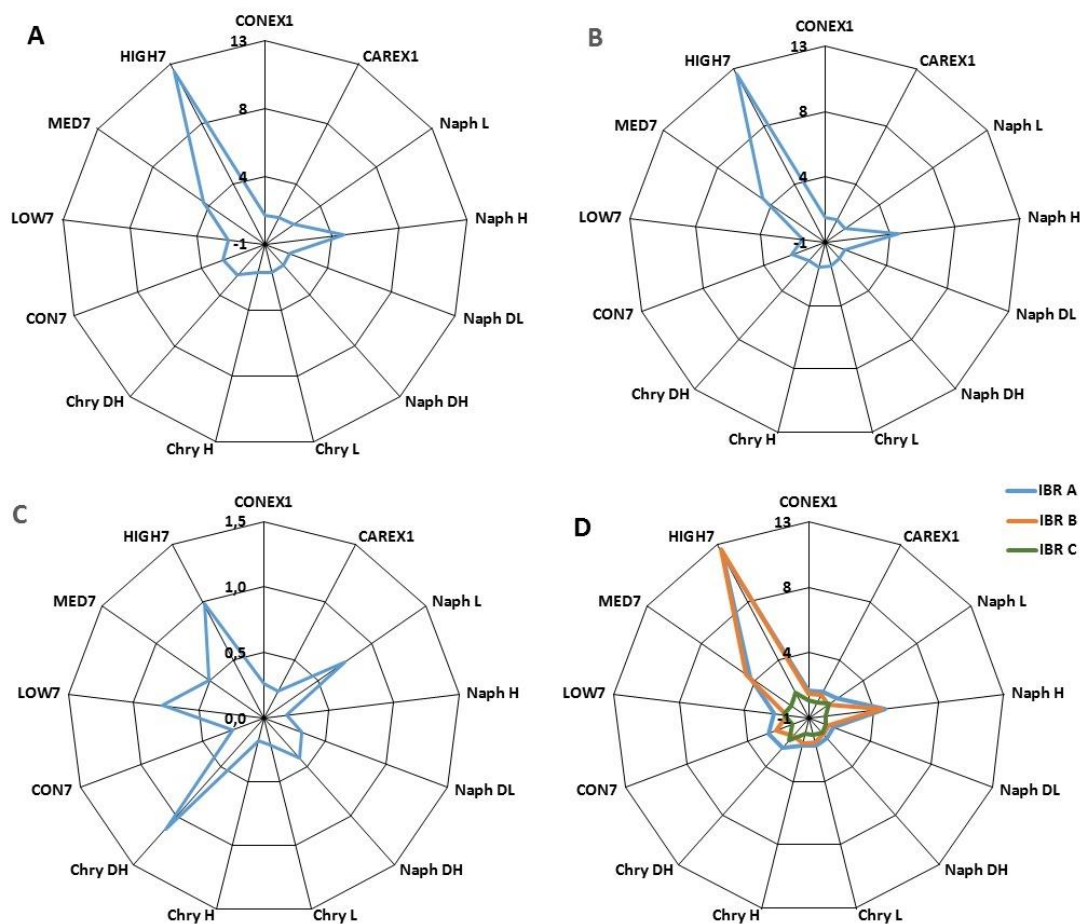 A
CONEX1
13
HIGH7
CAREX1
8
MED7
Naph L
4
LOW7
Naph H
-1
CON7
Naph DL
Chry DH
Naph DH
Chry H
Chry L
B
CONEX1
13
HIGH7
CAREX1
8
MED7
Naph L
4
LOW7
Naph H
-1
CON7
Naph DL
Chry DH
Naph DH
Chry H
Chry L
C
CONEX1
1,5
HIGH7
CAREX1
1,0
MED7
Naph L
0,5
LOW7
Naph H
0,0
CON7
Naph DL
Chry DH
Naph DH
Chry H
Chry L
D
IBR A
IBR B
IBR C
CONEX1
13
HIGH7
CAREX1
8
MED7
Naph L
4
LOW7
Naph H
-1
CON7
Naph DL
Chry DH
Naph DH
Chry H
Chry L